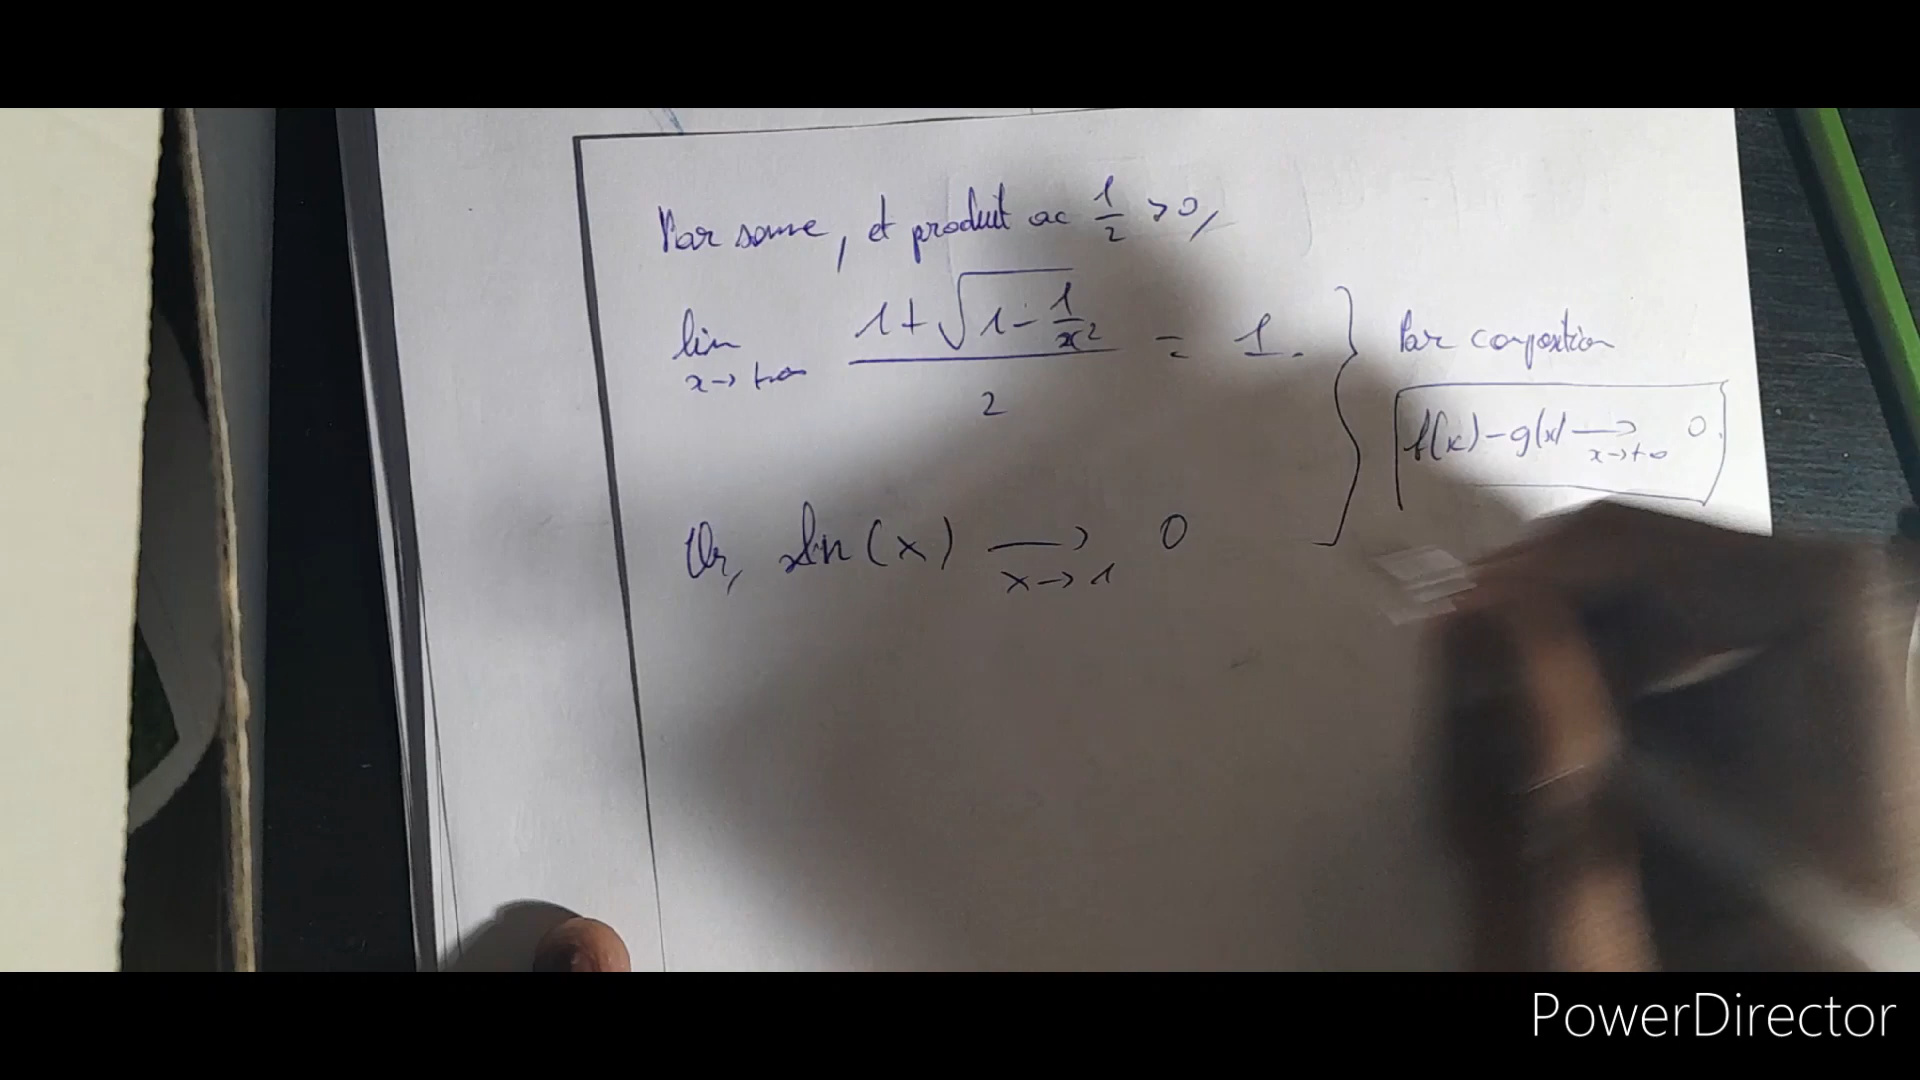 Par somme, et produit ac 1/2 > 0,
lim x→+∞ (1+√(1-1/x²))/2 = 1.
Par composition
f(x)-g(x) → 0. x→+∞
Or, ln(X) → 0 X→1
PowerDirector